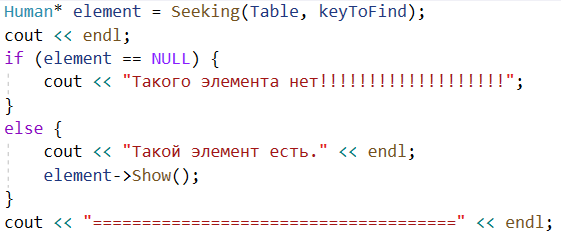 Human* element = Seeking(Table, keyToFind);
cout << endl;
if (element == NULL) {
    cout << "Такого элемента нет!!!!!!!!!!!!!!!!!!!";
}
else {
    cout << "Такой элемент есть." << endl;
    element->Show();
}
cout << "=====================================" << endl;